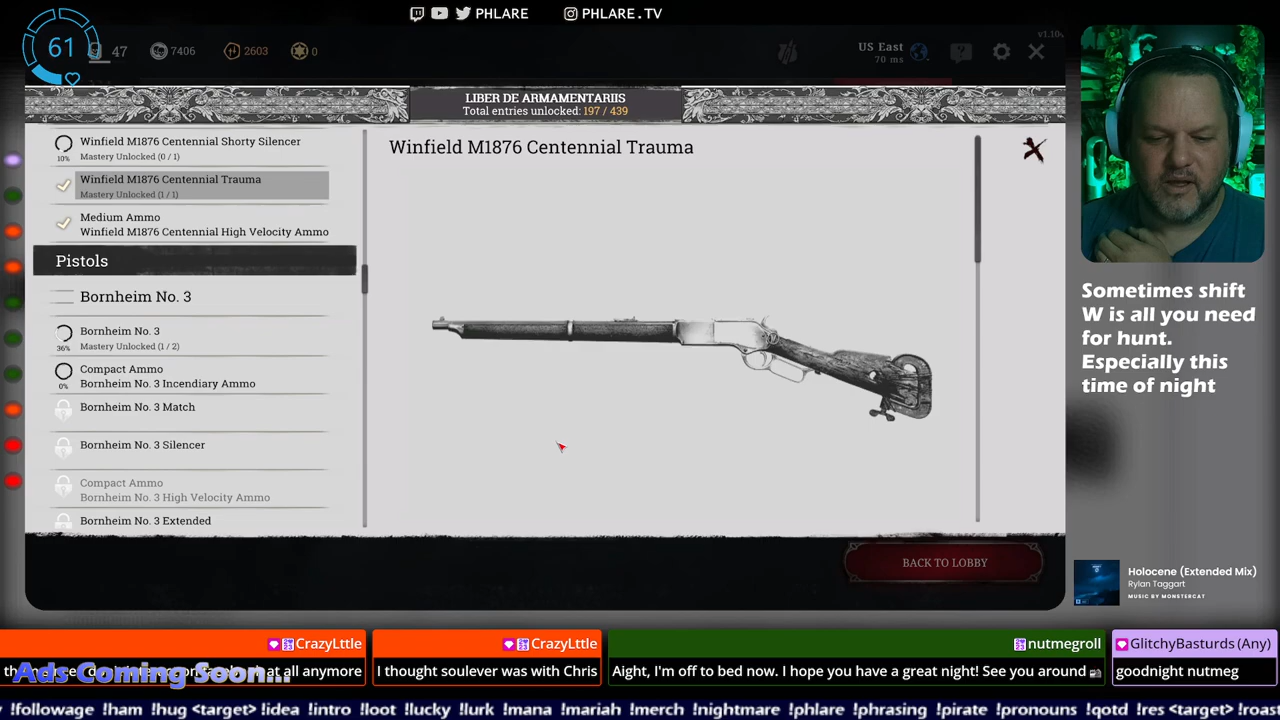 PHLARE
PHLARE.TV
61
47
7406
2603
0
US East
70 ms
LIBER DE ARMAMENTARIIS
Total entries unlocked: 197 / 439
Winfield M1876 Centennial Shorty Silencer
10%
Mastery Unlocked (0 / 1)
Winfield M1876 Centennial Trauma
Mastery Unlocked (1 / 1)
Medium Ammo
Winfield M1876 Centennial High Velocity Ammo
Pistols
Bornheim No. 3
Bornheim No. 3
36%
Mastery Unlocked (1 / 2)
Compact Ammo
0%
Bornheim No. 3 Incendiary Ammo
Bornheim No. 3 Match
Bornheim No. 3 Silencer
Compact Ammo
Bornheim No. 3 High Velocity Ammo
Bornheim No. 3 Extended
Winfield M1876 Centennial Trauma
BACK TO LOBBY
Sometimes shift
W is all you need
for hunt.
Especially this
time of night
Holocene (Extended Mix)
Rylan Taggart
MUSIC BY MONSTERCAT
CrazyLttle
at all anymore
Ads Coming Soon...
CrazyLttle
I thought soulever was with Chris
nutmegroll
Aight, I'm off to bed now. I hope you have a great night! See you around
GlitchyBasturds (Any)
goodnight nutmeg
!followage !ham !hug <target> !idea !intro !loot !lucky !lurk !mana !mariah !merch !nightmare !phlare !phrasing !pirate !pronouns !qotd !res <target> !roast